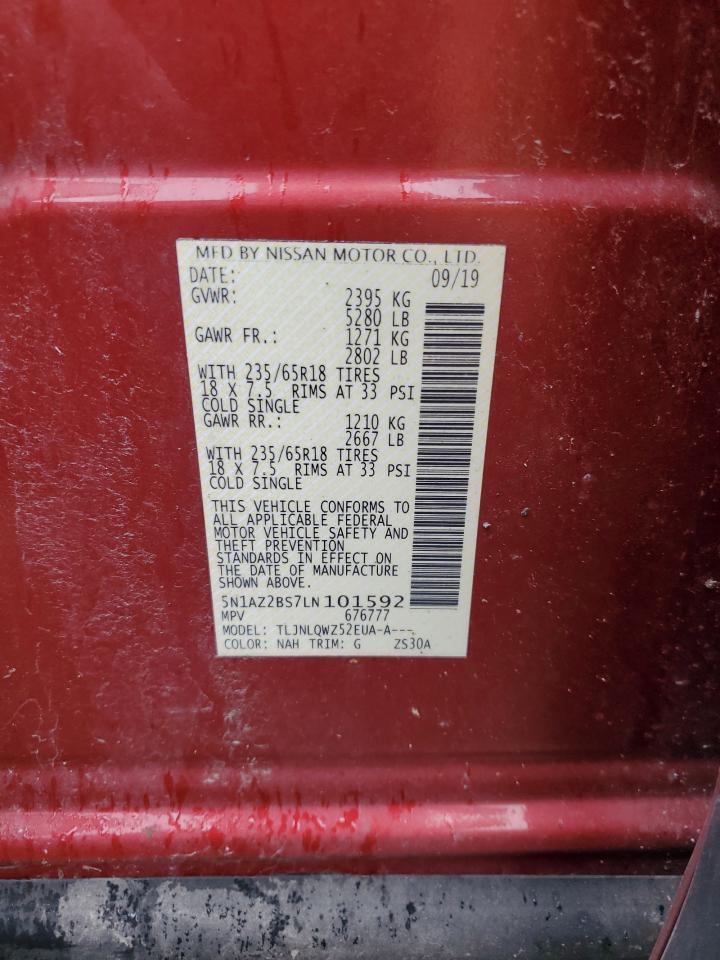 MFD BY NISSAN MOTOR CO., LTD.
DATE: 09/19
GVWR: 2395 KG
5280 LB
GAWR FR.: 1271 KG
2802 LB
WITH 235/65R18 TIRES
18 X 7.5 RIMS AT 33 PSI
COLD SINGLE
GAWR RR.: 1210 KG
2667 LB
WITH 235/65R18 TIRES
18 X 7.5 RIMS AT 33 PSI
COLD SINGLE
THIS VEHICLE CONFORMS TO
ALL APPLICABLE FEDERAL
MOTOR VEHICLE SAFETY AND
THEFT PREVENTION
STANDARDS IN EFFECT ON
THE DATE OF MANUFACTURE
SHOWN ABOVE.
5N1AZ2BS7LN101592
MPV 676777
MODEL: TLJNLQWZ52EUA-A---
COLOR: NAH TRIM: G ZS30A